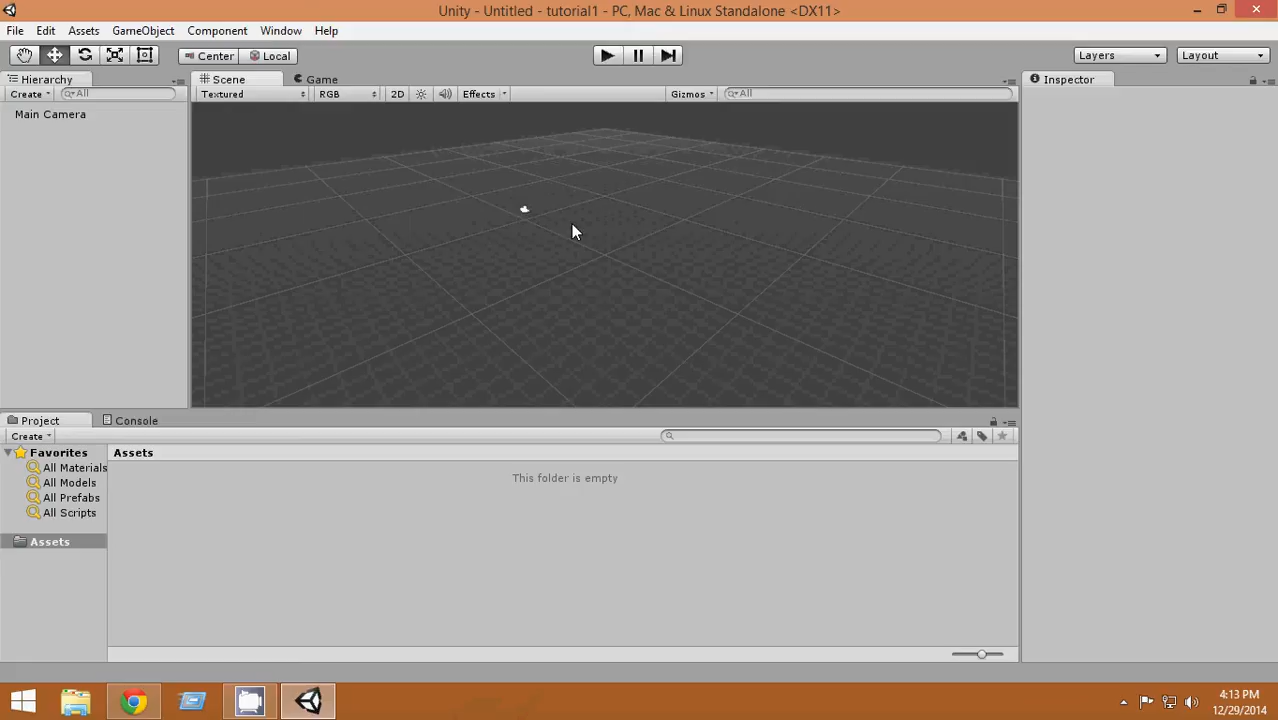 Unity - Untitled - tutorial1 - PC, Mac & Linux Standalone <DX11>
File Edit Assets GameObject Component Window Help
Center Local Layers Layout
Hierarchy Scene Game Inspector
Create All Textured RGB 2D Effects Gizmos All
Main Camera
Project Console
Create
Favorites Assets
All Materials
All Models This folder is empty
All Prefabs
All Scripts
Assets
4:13 PM
12/29/2014